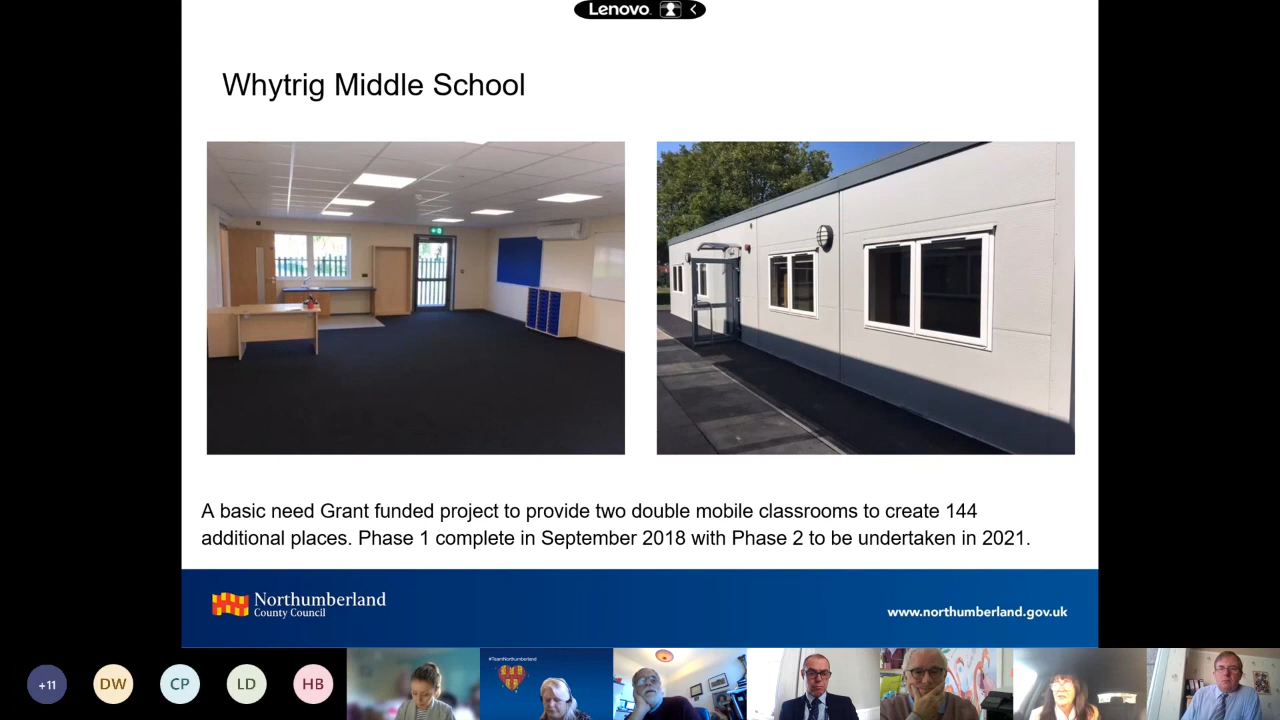 Lenovo
Whytrig Middle School
A basic need Grant funded project to provide two double mobile classrooms to create 144
additional places. Phase 1 complete in September 2018 with Phase 2 to be undertaken in 2021.
Northumberland
County Council
www.northumberland.gov.uk
+11
DW
CP
LD
HB
#TeamNorthumberland